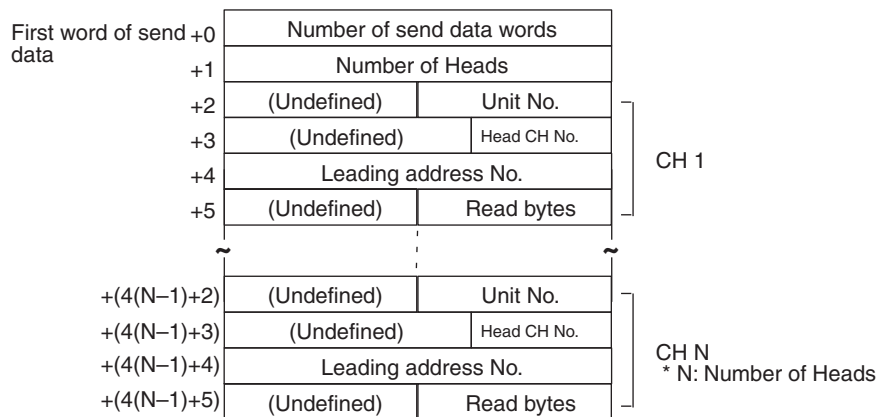 First word of send data +0 Number of send data words
+1 Number of Heads
+2 (Undefined) Unit No.
+3 (Undefined) Head CH No.
CH 1
+4 Leading address No.
+5 (Undefined) Read bytes
~ ~
+(4(N–1)+2) (Undefined) Unit No.
+(4(N–1)+3) (Undefined) Head CH No.
CH N
+(4(N–1)+4) Leading address No.
* N: Number of Heads
+(4(N–1)+5) (Undefined) Read bytes